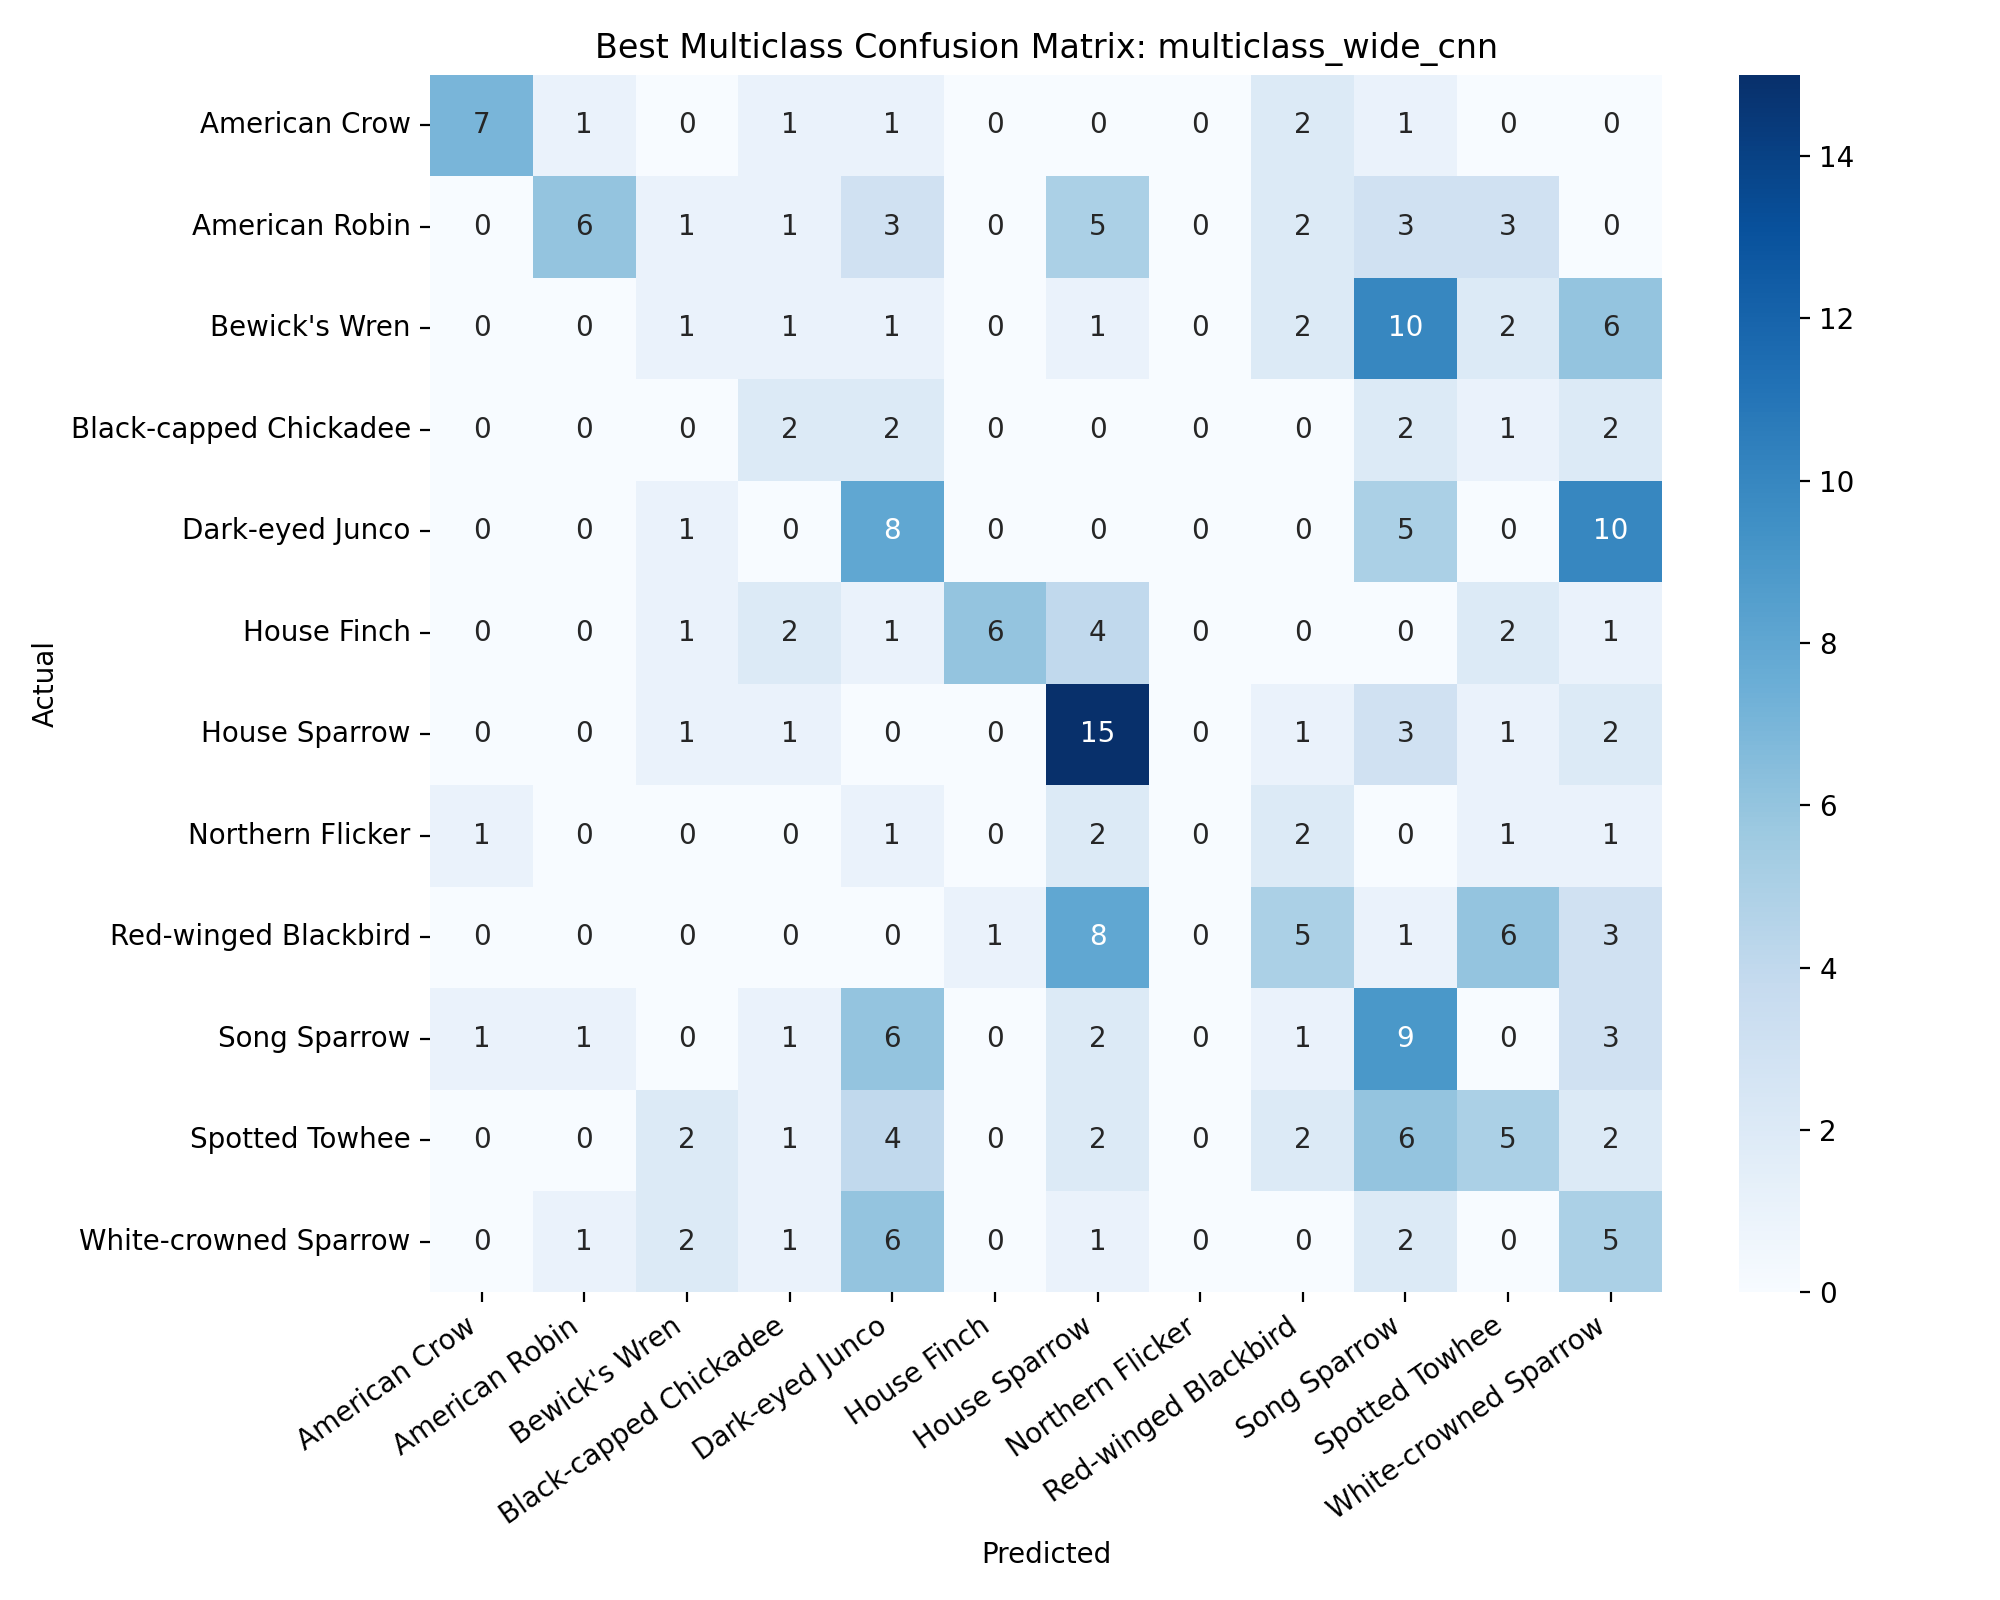 Best Multiclass Confusion Matrix: multiclass_wide_cnn
American Crow 7 1 0 1 1 0 0 0 2 1 0 0
American Robin 0 6 1 1 3 0 5 0 2 3 3 0
Bewick's Wren 0 0 1 1 1 0 1 0 2 10 2 6
Black-capped Chickadee 0 0 0 2 2 0 0 0 0 2 1 2
Dark-eyed Junco 0 0 1 0 8 0 0 0 0 5 0 10
House Finch 0 0 1 2 1 6 4 0 0 0 2 1
House Sparrow 0 0 1 1 0 0 15 0 1 3 1 2
Northern Flicker 1 0 0 0 1 0 2 2 0 1 1
Red-winged Blackbird 0 0 0 0 0 1 8 0 5 1 6 3
Song Sparrow 1 1 0 1 6 0 2 0 1 9 0 3
Spotted Towhee 0 0 2 1 4 0 2 0 2 6 5 2
White-crowned Sparrow 0 1 2 1 6 0 1 0 0 2 0 5
Actual
American Crow
American Robin
Bewick's Wren
Black-capped Chickadee
Dark-eyed Junco
House Finch
House Sparrow
Northern Flicker
Red-winged Blackbird
Song Sparrow
Spotted Towhee
White-crowned Sparrow
Predicted
14
12
10
8
6
4
2
0